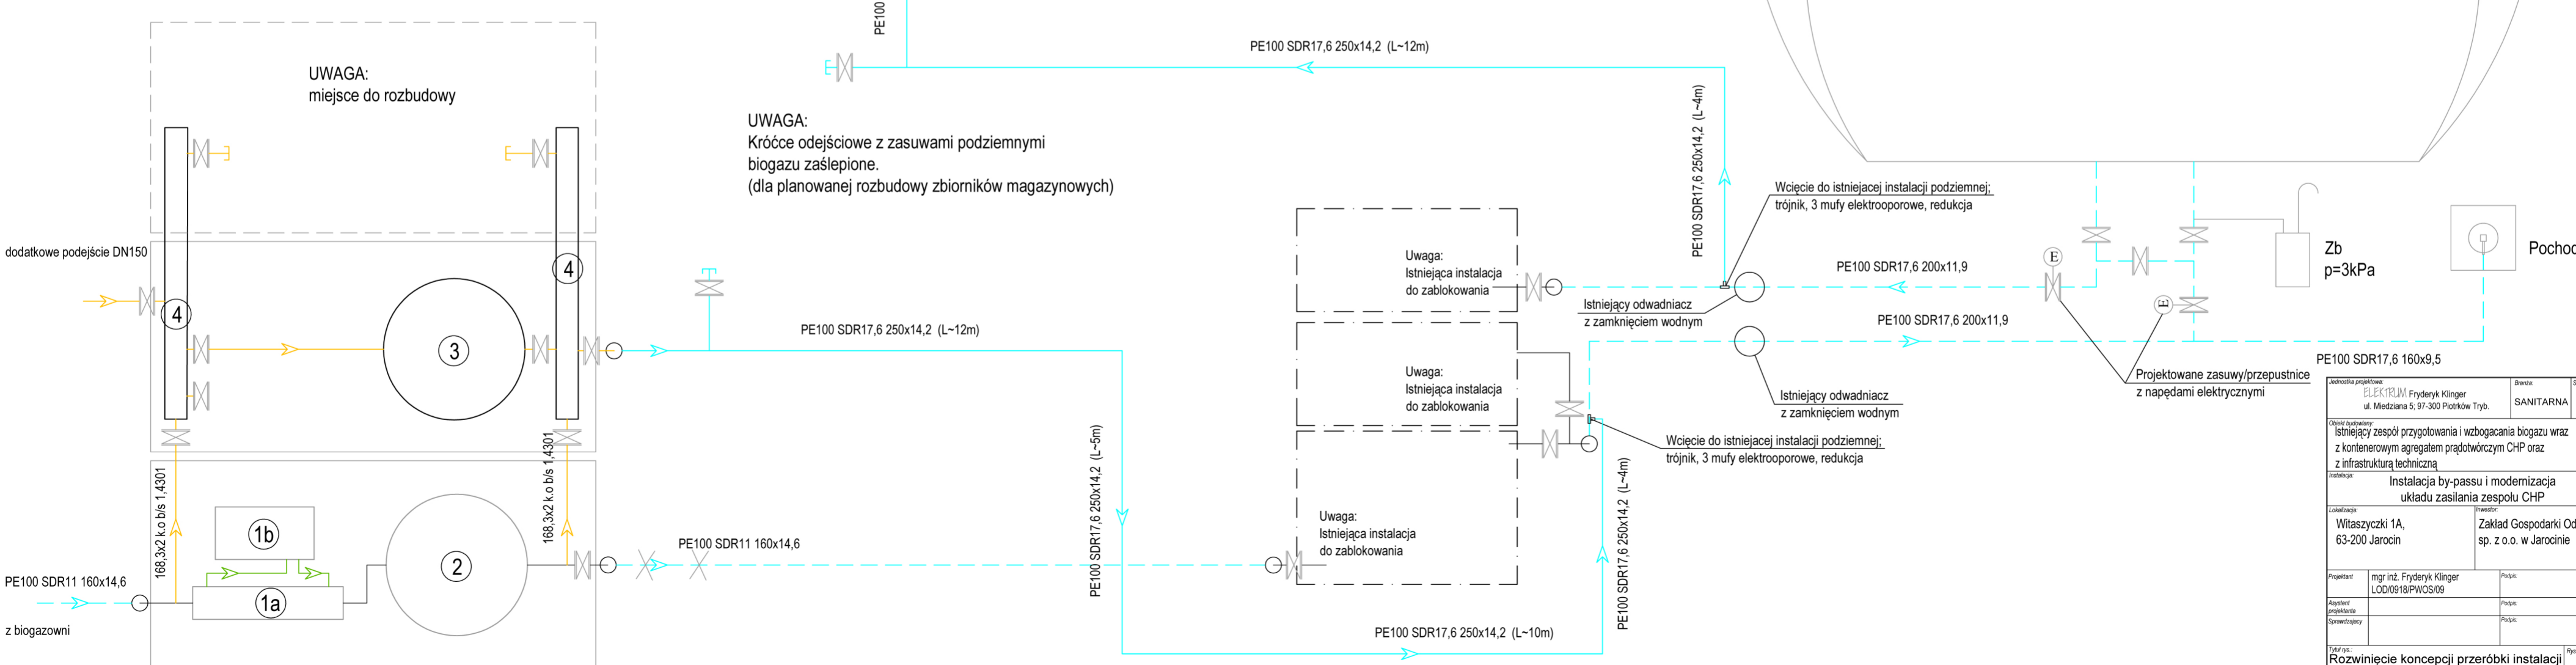 UWAGA:
miejsce do rozbudowy
dodatkowe podejście DN150
4
4
3
168,3x2 k.o b/s 1,4301
168,3x2 k.o b/s 1,4301
1b
1a
2
PE100 SDR11 160x14,6
z biogazowni
PE100 SDR11 160x14,6
PE100
UWAGA:
Króćce odejściowe z zasuwami podziemnymi
biogazu zaślepione.
(dla planowanej rozbudowy zbiorników magazynowych)
PE100 SDR17,6 250x14,2 (L~12m)
PE100 SDR17,6 250x14,2 (L~12m)
PE100 SDR17,6 250x14,2 (L~5m)
PE100 SDR17,6 250x14,2 (L~10m)
PE100 SDR17,6 250x14,2 (L~4m)
PE100 SDR17,6 250x14,2 (L~4m)
Uwaga:
Istniejąca instalacja
do zablokowania
Uwaga:
Istniejąca instalacja
do zablokowania
Uwaga:
Istniejąca instalacja
do zablokowania
Wcięcie do istniejacej instalacji podziemnej;
trójnik, 3 mufy elektrooporowe, redukcja
Istniejący odwadniacz
z zamknięciem wodnym
PE100 SDR17,6 200x11,9
PE100 SDR17,6 200x11,9
E
E
Istniejący odwadniacz
z zamknięciem wodnym
Wcięcie do istniejacej instalacji podziemnej;
trójnik, 3 mufy elektrooporowe, redukcja
Projektowane zasuwy/przepustnice
z napędami elektrycznymi
Zb
p=3kPa
PE100 SDR17,6 160x9,5
Jednostka projektowa:
ELEKTRUM Fryderyk Klinger
ul. Miedziana 5; 97-300 Piotrków Tryb.
Branża:
SANITARNA
Obiekt budowlany:
Istniejący zespół przygotowania i wzbogacania biogazu wraz
z kontenerowym agregatem prądotwórczym CHP oraz
z infrastrukturą techniczną
Instalacja:
Instalacja by-passu i modernizacja
układu zasilania zespołu CHP
Lokalizacja:
Witaszyczki 1A,
63-200 Jarocin
Inwestor:
Zakład Gospodarki Od
sp. z o.o. w Jarocinie
Projektant
mgr inż. Fryderyk Klinger
LOD/0918/PWOS/09
Podpis:
Asystent
projektanta
Podpis:
Sprawdzający
Podpis:
Tytuł rys.:
Rozwinięcie koncepcji przeróbki instalacji